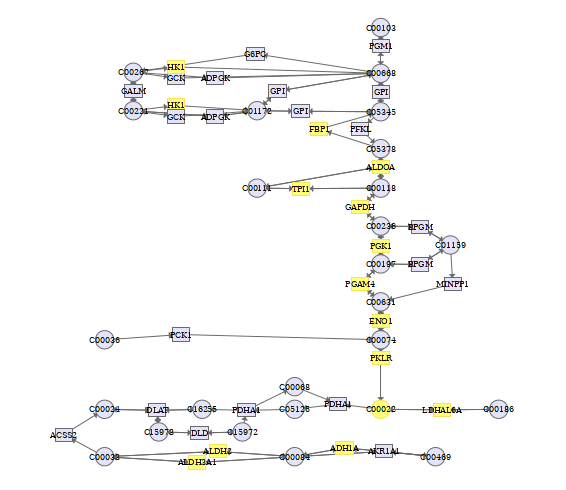 C00103
PGM1
G6PC
C00267
HK1
GCK
ADPGK
C00668
GALM
GPI
GPI
C00221
HK1
GCK
ADPGK
C01172
GPI
C05345
FBP1
PFKL
C05378
ALDOA
C00111
TPI1
C00118
GAPDH
C00236
BPGM
PGK1
C01159
C00197
BPGM
PGAM4
MINPP1
C00631
ENO1
C00036
PCK1
C00074
PKLR
C00068
C00024
DLAT
C16255
PDHA1
C05125
PDHA1
C00022
LDHAL6A
C00186
ACSS2
C15973
DLD
C15972
ALDH2
ADH1A
AKR1A1
C00033
ALDH3A1
C00084
C00469